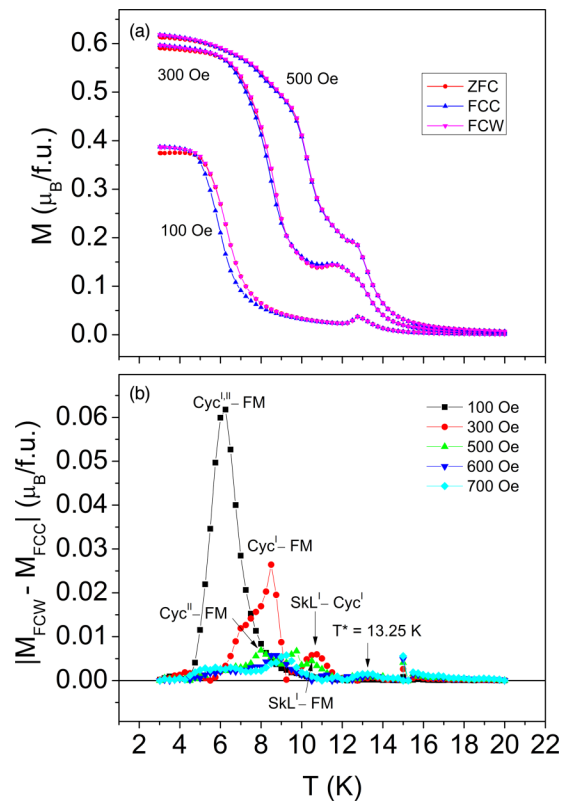 (a)
0.6
0.5
0.4
0.3
0.2
0.1
0.0
M (μB/f.u.)
300 Oe
500 Oe
100 Oe
ZFC
FCC
FCW
(b)
0.06
0.05
0.04
0.03
0.02
0.01
0.00
|MFCW - MFCC| (μB/f.u.)
CycI,II– FM
CycI– FM
CycII– FM
SkLI– CycI
T* = 13.25 K
SkLI– FM
100 Oe
300 Oe
500 Oe
600 Oe
700 Oe
2 4 6 8 10 12 14 16 18 20 22
T (K)